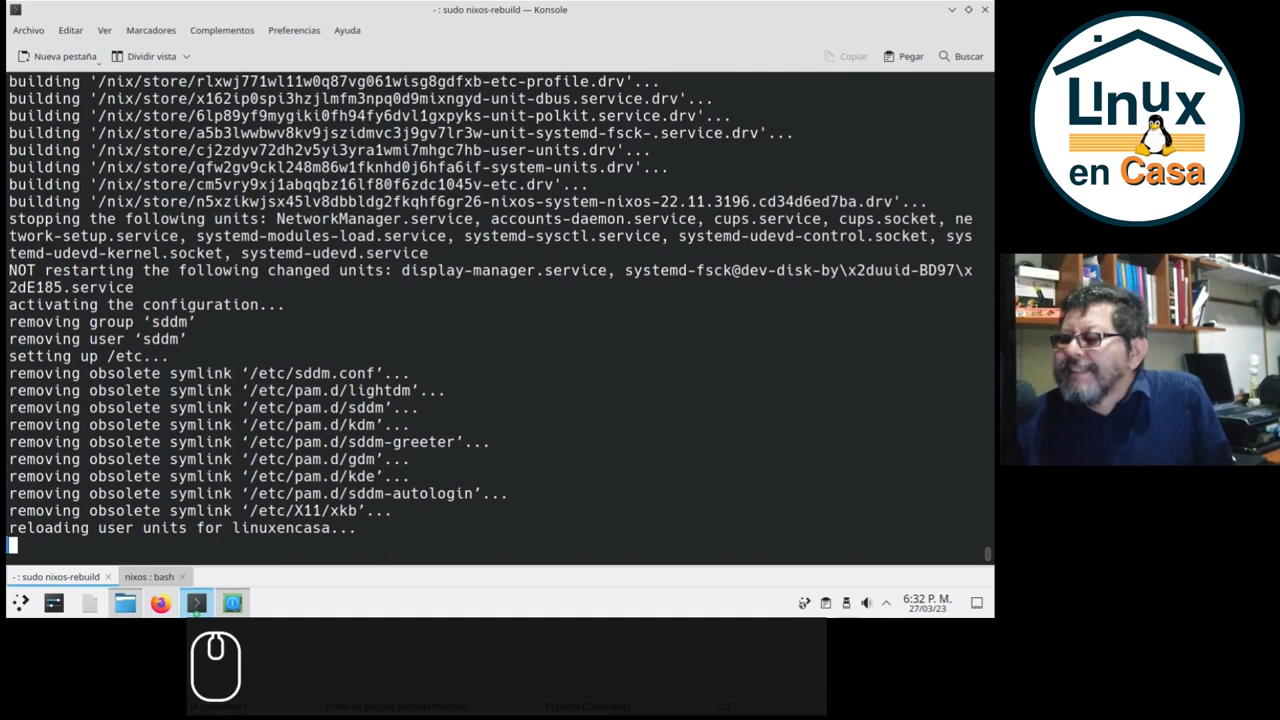 - : sudo nixos-rebuild — Konsole
Archivo Editar Ver Marcadores Complementos Preferencias Ayuda
Nueva pestaña Dividir vista Copiar Pegar Buscar
building '/nix/store/rlxwj771wl11w0q87vg061wisg8gdfxb-etc-profile.drv'...
building '/nix/store/x162ip0spi3hzjlmfm3npq0d9mixngyd-unit-dbus.service.drv'...
building '/nix/store/6lp89yf9mygiki0fh94fy6dvl1gxpyks-unit-polkit.service.drv'...
building '/nix/store/a5b3lwwbwv8kv9jszidmvc3j9gv7lr3w-unit-systemd-fsck-.service.drv'...
building '/nix/store/cj2zdyv72dh2v5yi3yra1wmi7mhgc7hb-user-units.drv'...
building '/nix/store/qfw2gv9ckl248m86w1fknhd0j6hfa6lf-system-units.drv'...
building '/nix/store/cm5vry9xj1abqqbz16lf80f6zdc1045v-etc.drv'...
building '/nix/store/n5xzikwjsx45lv8dbbldg2fkqhf6gr26-nixos-system-nixos-22.11.3196.cd34d6ed7ba.drv'...
stopping the following units: NetworkManager.service, accounts-daemon.service, cups.service, cups.socket, ne
twork-setup.service, systemd-modules-load.service, systemd-sysctl.service, systemd-udevd-control.socket, sys
temd-udevd-kernel.socket, systemd-udevd.service
NOT restarting the following changed units: display-manager.service, systemd-fsck@dev-disk-by\x2duuid-BD97\x
2dE185.service
activating the configuration...
removing group ‘sddm’
removing user ‘sddm’
setting up /etc...
removing obsolete symlink ‘/etc/sddm.conf’...
removing obsolete symlink ‘/etc/pam.d/lightdm’...
removing obsolete symlink ‘/etc/pam.d/sddm’...
removing obsolete symlink ‘/etc/pam.d/kdm’...
removing obsolete symlink ‘/etc/pam.d/sddm-greeter’...
removing obsolete symlink ‘/etc/pam.d/gdm’...
removing obsolete symlink ‘/etc/pam.d/kde’...
removing obsolete symlink ‘/etc/pam.d/sddm-autologin’...
removing obsolete symlink ‘/etc/X11/xkb’...
reloading user units for linuxencasa...
- : sudo nixos-rebuild nixos : bash
6:32 P. M.
27/03/23
caracteres Estilo de página predeterminado Español (Colombia)
Linux
en Casa